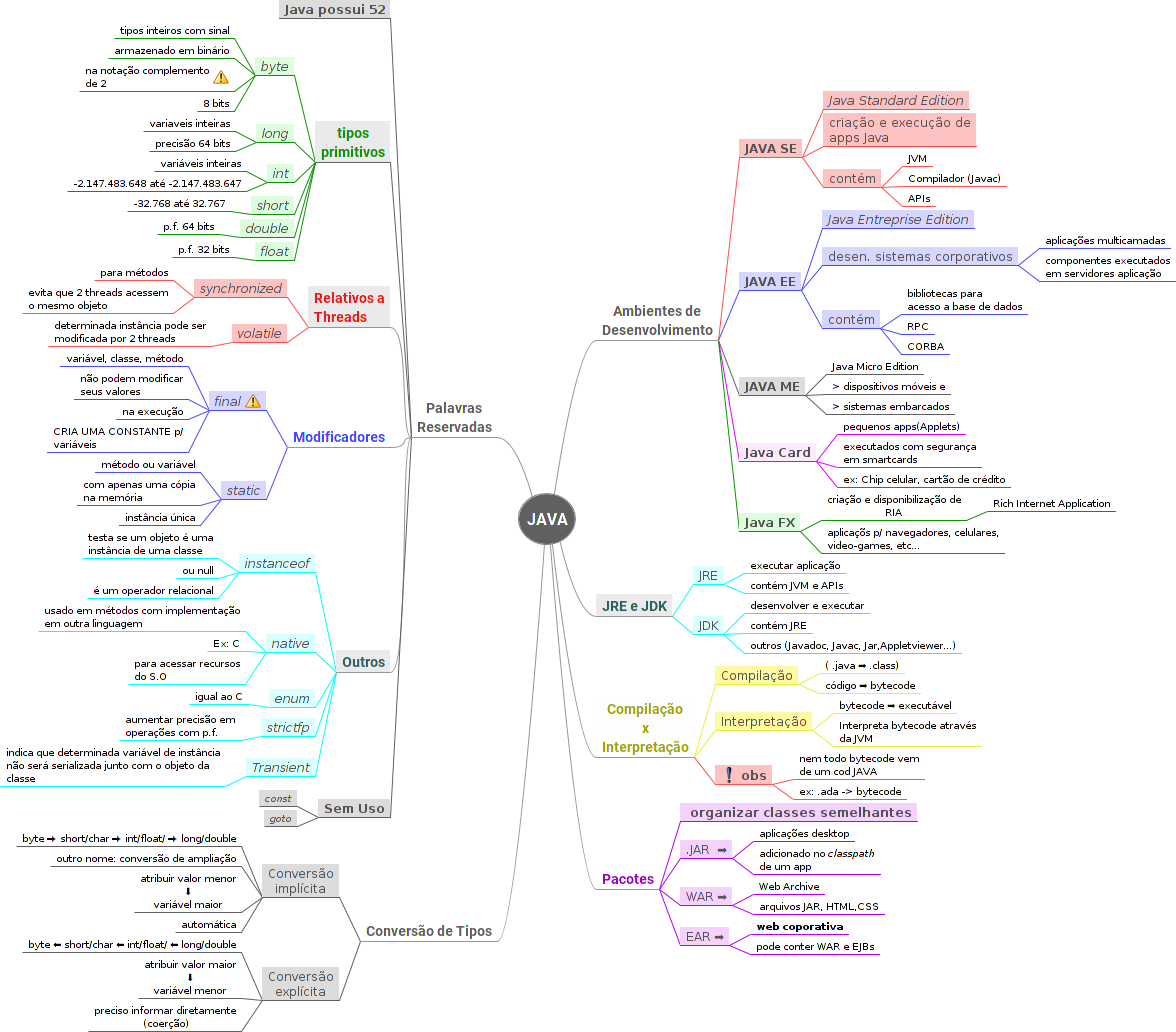 JAVA
Palavras
Reservadas
Java possui 52
tipos
primitivos
byte
tipos inteiros com sinal
armazenado em binário
na notação complemento
de 2
8 bits
long
variaveis inteiras
precisão 64 bits
int
variáveis inteiras
-2.147.483.648 até -2.147.483.647
short
-32.768 até 32.767
double
p.f. 64 bits
float
p.f. 32 bits
Relativos a
Threads
synchronized
para métodos
evita que 2 threads acessem
o mesmo objeto
volatile
determinada instância pode ser
modificada por 2 threads
Modificadores
final
variável, classe, método
não podem modificar
seus valores
na execução
CRIA UMA CONSTANTE p/
variáveis
static
método ou variável
com apenas uma cópia
na memória
instância única
Outros
instanceof
testa se um objeto é uma
instância de uma classe
ou null
é um operador relacional
native
usado em métodos com implementação
em outra linguagem
Ex: C
para acessar recursos
do S.O
enum
igual ao C
strictfp
aumentar precisão em
operações com p.f.
Transient
indica que determinada variável de instância
não será serializada junto com o objeto da
classe
Sem Uso
const
goto
Conversão de Tipos
Conversão
implícita
byte ➡ short/char ➡ int/float/ ➡ long/double
outro nome: conversão de ampliação
atribuir valor menor
⬇
variável maior
automática
Conversão
explícita
byte ⬅ short/char ⬅ int/float/ ⬅ long/double
atribuir valor maior
⬇
variável menor
preciso informar diretamente
(coerção)
Ambientes de
Desenvolvimento
JAVA SE
Java Standard Edition
criação e execução de
apps Java
contém
JVM
Compilador (Javac)
APIs
JAVA EE
Java Entreprise Edition
desen. sistemas corporativos
aplicações multicamadas
componentes executados
em servidores aplicação
contém
bibliotecas para
acesso a base de dados
RPC
CORBA
JAVA ME
Java Micro Edition
> dispositivos móveis e
> sistemas embarcados
Java Card
pequenos apps(Applets)
executados com segurança
em smartcards
ex: Chip celular, cartão de crédito
Java FX
criação e disponibilização de
RIA
Rich Internet Application
aplicaçõs p/ navegadores, celulares,
video-games, etc...
JRE e JDK
JRE
executar aplicação
contém JVM e APIs
JDK
desenvolver e executar
contém JRE
outros (Javadoc, Javac, Jar,Appletviewer...)
Compilação
x
Interpretação
Compilação
( .java ➡ .class)
código ➡ bytecode
Interpretação
bytecode ➡ executável
Interpreta bytecode através
da JVM
obs
nem todo bytecode vem
de um cod JAVA
ex: .ada -> bytecode
Pacotes
organizar classes semelhantes
.JAR ➡
aplicações desktop
adicionado no classpath
de um app
WAR ➡
Web Archive
arquivos JAR, HTML,CSS
EAR ➡
web coporativa
pode conter WAR e EJBs